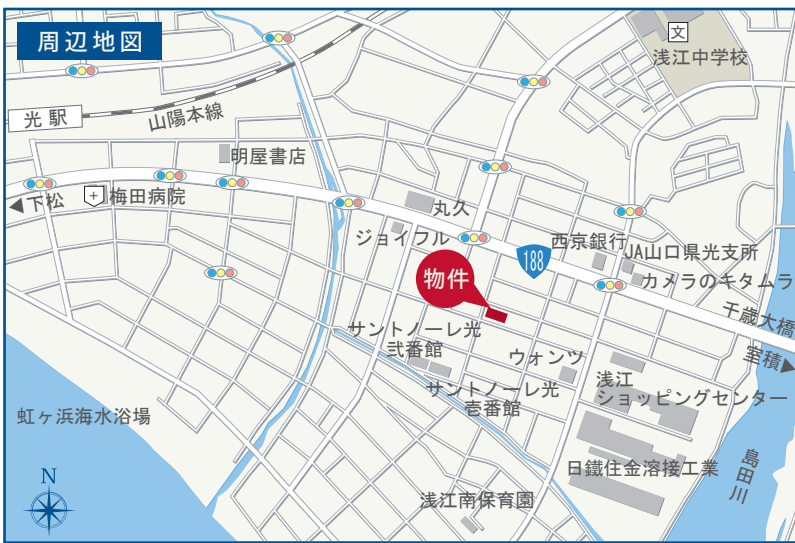 周辺地図
文
浅江中学校
光駅
山陽本線
明屋書店
下松
梅田病院
丸久
ジョイフル
188
西京銀行
JA山口県光支所
カメラのキタムラ
物件
千歳大橋
室積
サントノーレ光
弐番館
ウォンツ
サントノーレ光
壱番館
浅江
ショッピングセンター
虹ヶ浜海水浴場
日鐵住金溶接工業
島田川
N
浅江南保育園